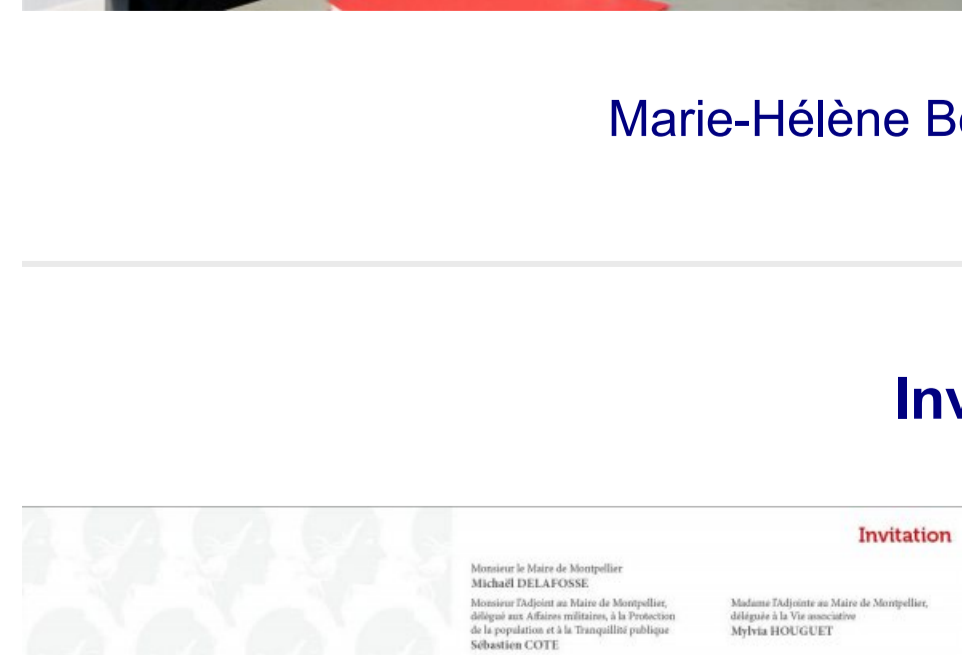 Marie-Hélène
Invitation
Monsieur le Maire de Montpellier
Michaël DELAFOSSE
Monsieur l'Adjoint au Maire de Montpellier,
délégué aux Affaires militaires, à la Protection
de la population et à la Tranquillité publique
Sébastien COTE
Madame l'Adjointe au Maire de Montpellier,
déléguée à la Vie associative
Mylvia HOUGUET